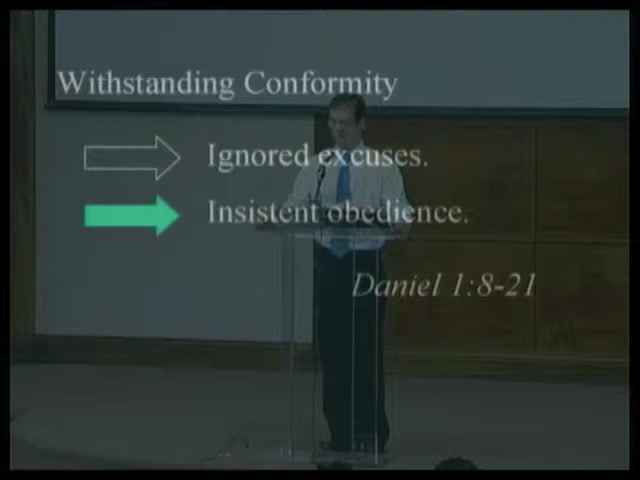 Withstanding Conformity
Ignored excuses.
Insistent obedience.
Daniel 1:8-21